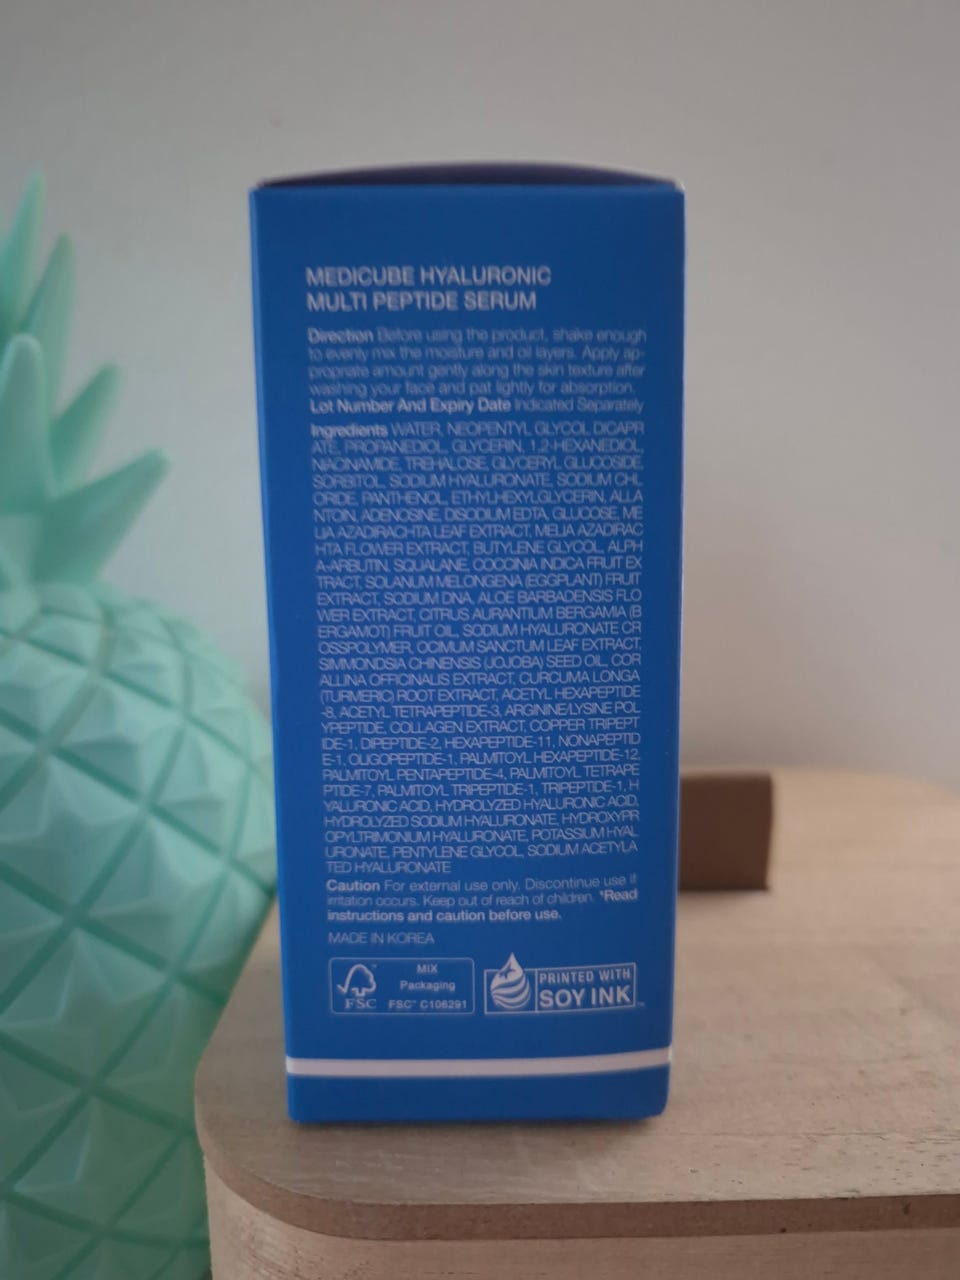 MEDICUBE HYALURONIC
MULTI PEPTIDE SERUM
Direction Before using the product, shake enough
to evenly mix the moisture and oil layers. Apply ap-
propriate amount gently along the skin texture after
washing your face and pat lightly for absorption.
Lot Number And Expiry Date Indicated Separately
Ingredients WATER, NEOPENTYL GLYCOL DICAPR
ATE, PROPANEDIOL, GLYCERIN, 1,2-HEXANEDIOL,
NIACINAMIDE, TREHALOSE, GLYCERYL GLUCOSIDE,
SORBITOL, SODIUM HYALURONATE, SODIUM CHL
ORIDE, PANTHENOL, ETHYLHEXYLGLYCERIN, ALLA
NTOIN, ADENOSINE, DISODIUM EDTA, GLUCOSE, ME
LIA AZADIRACHTA LEAF EXTRACT, MELIA AZADIRAC
HTA FLOWER EXTRACT, BUTYLENE GLYCOL, ALPH
A-ARBUTIN, SQUALANE, COCCINIA INDICA FRUIT EX
TRACT, SOLANUM MELONGENA (EGGPLANT) FRUIT
EXTRACT, SODIUM DNA, ALOE BARBADENSIS FLO
WER EXTRACT, CITRUS AURANTIUM BERGAMIA (B
ERGAMOT) FRUIT OIL, SODIUM HYALURONATE CR
OSSPOLYMER, OCIMUM SANCTUM LEAF EXTRACT,
SIMMONDSIA CHINENSIS (JOJOBA) SEED OIL, COR
ALLINA OFFICINALIS EXTRACT, CURCUMA LONGA
(TURMERIC) ROOT EXTRACT, ACETYL HEXAPEPTIDE
-8, ACETYL TETRAPEPTIDE-3, ARGININE/LYSINE POL
YPEPTIDE, COLLAGEN EXTRACT, COPPER TRIPEPT
IDE-1, DIPEPTIDE-2, HEXAPEPTIDE-11, NONAPEPTID
E-1, OLIGOPEPTIDE-1, PALMITOYL HEXAPEPTIDE-12,
PALMITOYL PENTAPEPTIDE-4, PALMITOYL TETRAPE
PTIDE-7, PALMITOYL TRIPEPTIDE-1, TRIPEPTIDE-1, H
YALURONIC ACID, HYDROLYZED HYALURONIC ACID,
HYDROLYZED SODIUM HYALURONATE, HYDROXYPR
OPYLTRIMONIUM HYALURONATE, POTASSIUM HYAL
URONATE, PENTYLENE GLYCOL, SODIUM ACETYLA
TED HYALURONATE
Caution For external use only. Discontinue use if
irritation occurs. Keep out of reach of children. *Read
instructions and caution before use.
MADE IN KOREA
FSC™
MIX
Packaging
FSC™ C106291
PRINTED WITH
SOY INK™